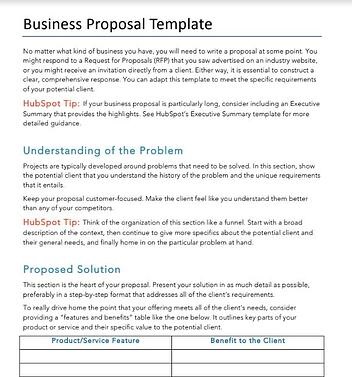 Business Proposal Template
No matter what kind of business you have, you will need to write a proposal at some point. You
might respond to a Request for Proposals (RFP) that you saw advertised on an industry website,
or you might receive an invitation directly from a client. Either way, it is essential to construct a
clear, comprehensive response. You can adapt this template to meet the specific requirements
of your potential client.
HubSpot Tip: If your business proposal is particularly long, consider including an Executive
Summary that provides the highlights. See HubSpot's Executive Summary template for more
detailed guidance.
Understanding of the Problem
Projects are typically developed around problems that need to be solved. In this section, show
the potential client that you understand the history of the problem and the unique requirements
that it entails.
Keep your proposal customer-focused. Make the client feel like you understand them better
than any of your competitors.
HubSpot Tip: Think of the organization of this section like a funnel. Start with a broad
description of the context, then continue to give more specifics about the potential client and
their general needs, and finally home in on the particular problem at hand.
Proposed Solution
This section is the heart of your proposal. Present your solution in as much detail as possible,
preferably in a step-by-step format that addresses all of the client's requirements.
To really drive home the point that your offering meets all of the client's needs, consider
providing a "features and benefits" table like the one below. It outlines key parts of your
product or service and their specific value to the potential client.
Product/Service Feature Benefit to the Client